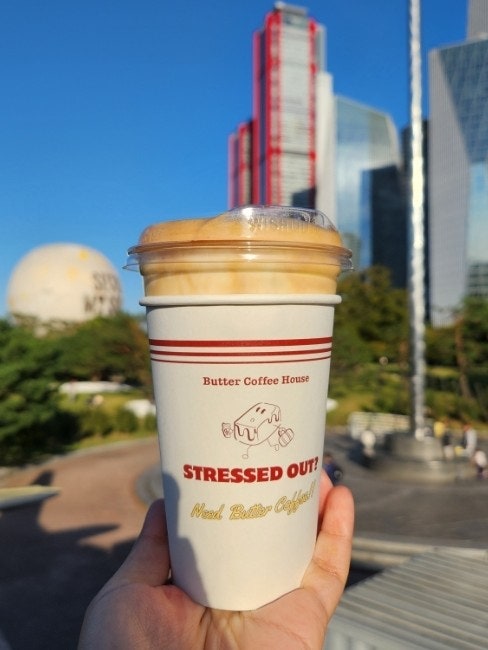 Butter Coffee House
STRESSED OUT?
Need Butter Coffee!!